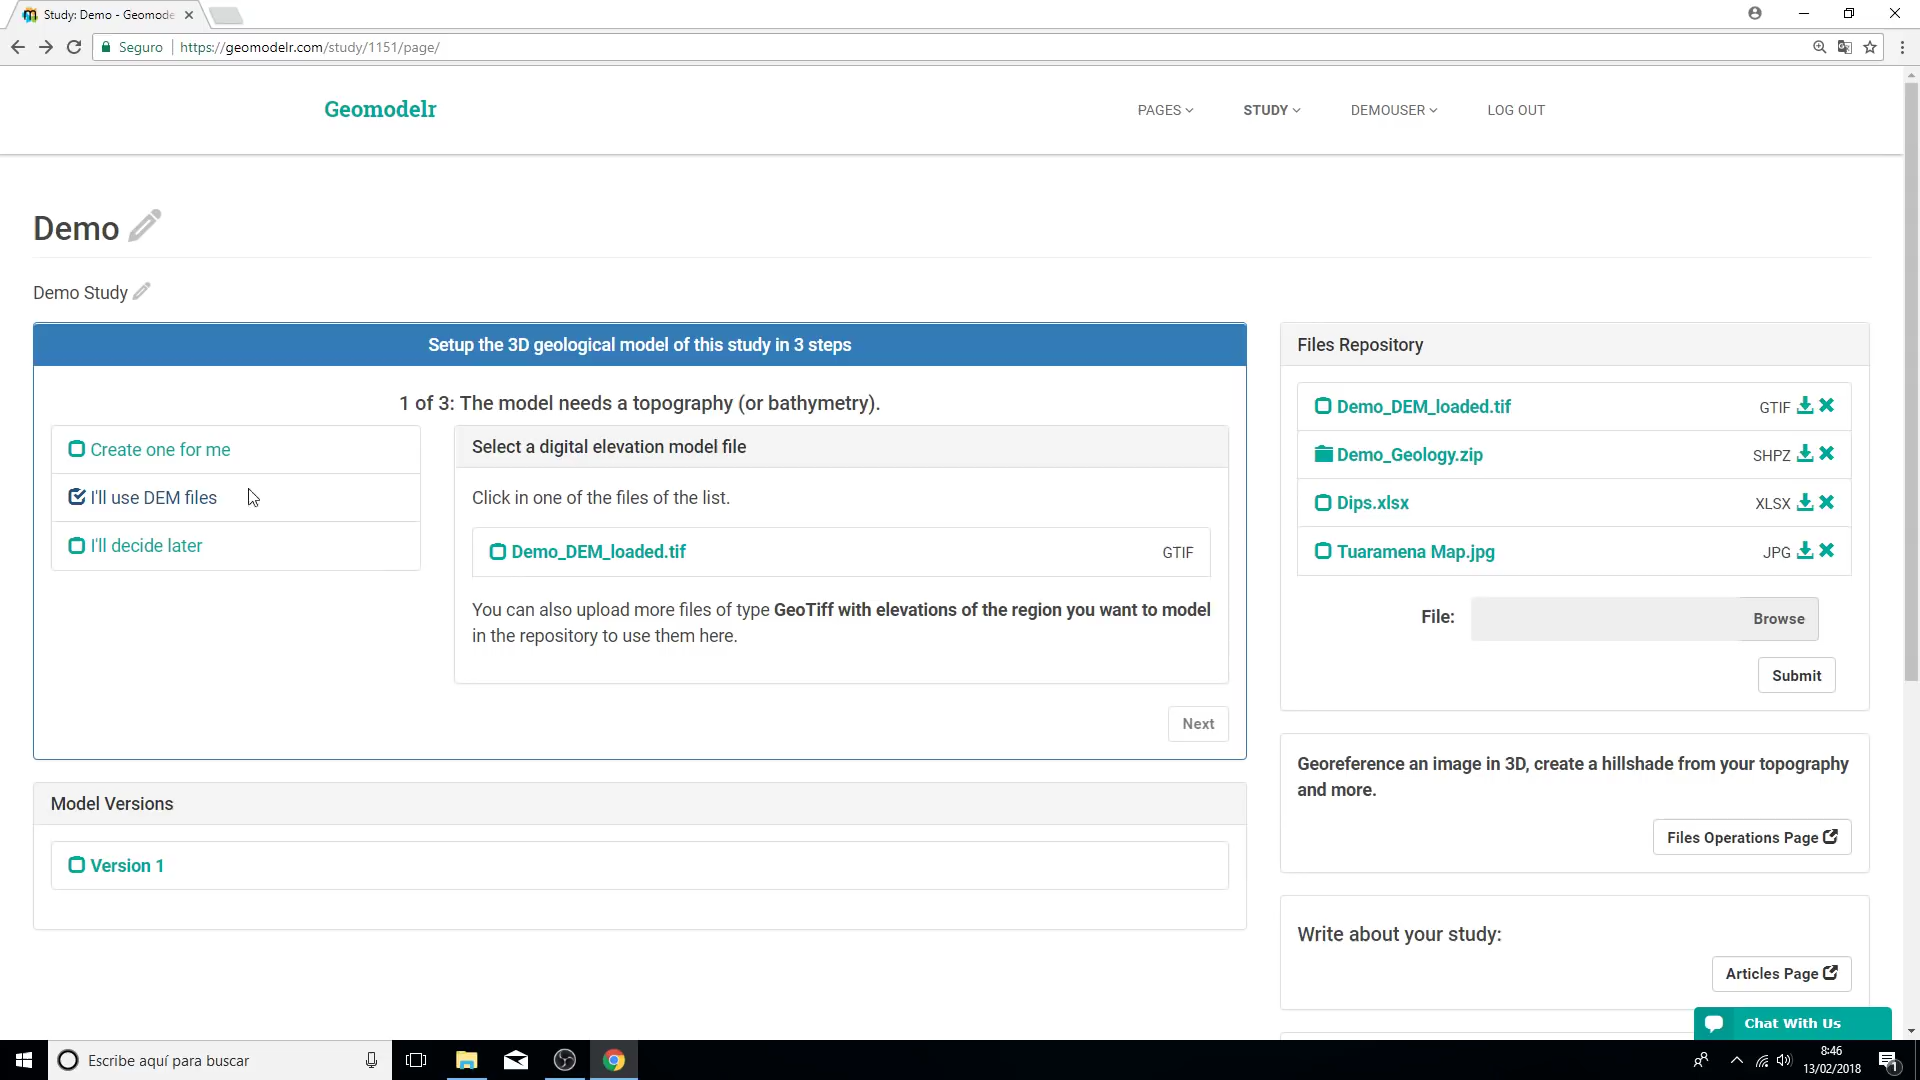 Study: Demo - Geomode
Seguro
https://geomodelr.com/study/1151/page/
Geomodelr
PAGES
STUDY
DEMOUSER
LOG OUT
Demo
Demo Study
Setup the 3D geological model of this study in 3 steps
1 of 3: The model needs a topography (or bathymetry).
Create one for me
I'll use DEM files
I'll decide later
Select a digital elevation model file
Click in one of the files of the list.
Demo_DEM_loaded.tif GTIF
You can also upload more files of type GeoTiff with elevations of the region you want to model
in the repository to use them here.
Next
Model Versions
Version 1
Files Repository
Demo_DEM_loaded.tif GTIF
Demo_Geology.zip SHPZ
Dips.xlsx XLSX
Tuaramena Map.jpg JPG
File: Browse
Submit
Georeference an image in 3D, create a hillshade from your topography
and more.
Files Operations Page
Write about your study:
Articles Page
Chat With Us
Escribe aquí para buscar
8:46
13/02/2018
1